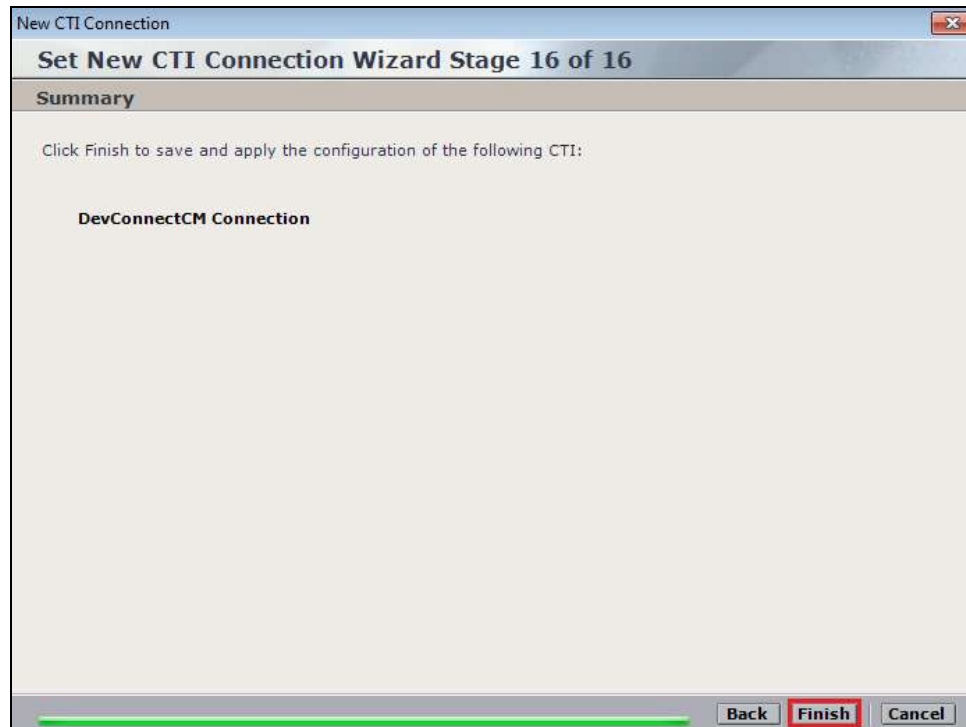 New CTI Connection
Set New CTI Connection Wizard Stage 16 of 16
Summary
Click Finish to save and apply the configuration of the following CTI:
DevConnectCM Connection
Back Finish Cancel